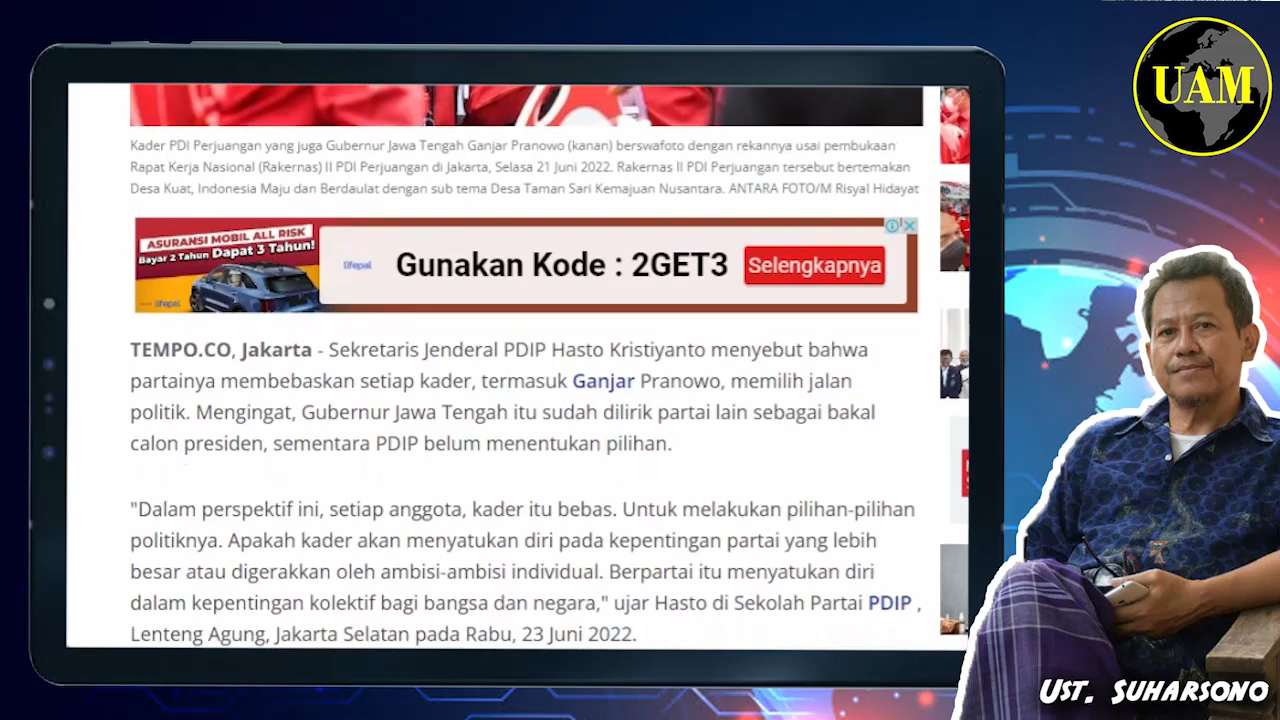 UAM
Kader PDI Perjuangan yang juga Gubernur Jawa Tengah Ganjar Pranowo (kanan) berswafoto dengan rekannya usai pembukaan
Rapat Kerja Nasional (Rakernas) II PDI Perjuangan di Jakarta, Selasa 21 Juni 2022. Rakernas II PDI Perjuangan tersebut bertemakan
Desa Kuat, Indonesia Maju dan Berdaulat dengan sub tema Desa Taman Sari Kemajuan Nusantara. ANTARA FOTO/M Risyal Hidayat
ASURANSI MOBIL ALL RISK
Bayar 2 Tahun Dapat 3 Tahun!
lifepal
lifepal
Gunakan Kode : 2GET3
Selengkapnya
TEMPO.CO, Jakarta - Sekretaris Jenderal PDIP Hasto Kristiyanto menyebut bahwa
partainya membebaskan setiap kader, termasuk Ganjar Pranowo, memilih jalan
politik. Mengingat, Gubernur Jawa Tengah itu sudah dilirik partai lain sebagai bakal
calon presiden, sementara PDIP belum menentukan pilihan.
"Dalam perspektif ini, setiap anggota, kader itu bebas. Untuk melakukan pilihan-pilihan
politiknya. Apakah kader akan menyatukan diri pada kepentingan partai yang lebih
besar atau digerakkan oleh ambisi-ambisi individual. Berpartai itu menyatukan diri
dalam kepentingan kolektif bagi bangsa dan negara," ujar Hasto di Sekolah Partai PDIP ,
Lenteng Agung, Jakarta Selatan pada Rabu, 23 Juni 2022.
UST. SUHARSONO